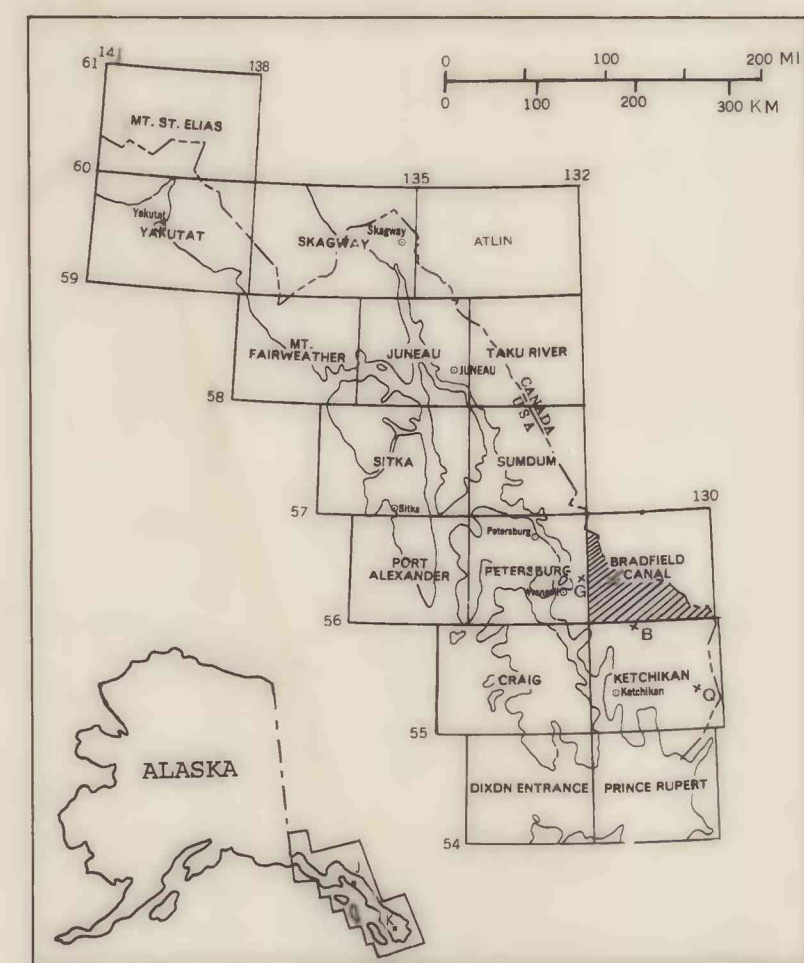 141
61
138
0 100 200 MI
0 100 200 300 KM
MT. ST. ELIAS
60
135
132
Yakutat
YAKUTAT
Skagway
SKAGWAY
ATLIN
59
MT.
FAIRWEATHER
JUNEAU
TAKU RIVER
JUNEAU
58
CANADA
USA
SITKA
SUMDUM
130
57
Sitka
Petersburg
PORT
ALEXANDER
PETERSBURG
BRADFIELD
CANAL
G
56
B
CRAIG
KETCHIKAN
Ketchikan
Q
55
ALASKA
DIXON ENTRANCE
PRINCE RUPERT
54
J
K